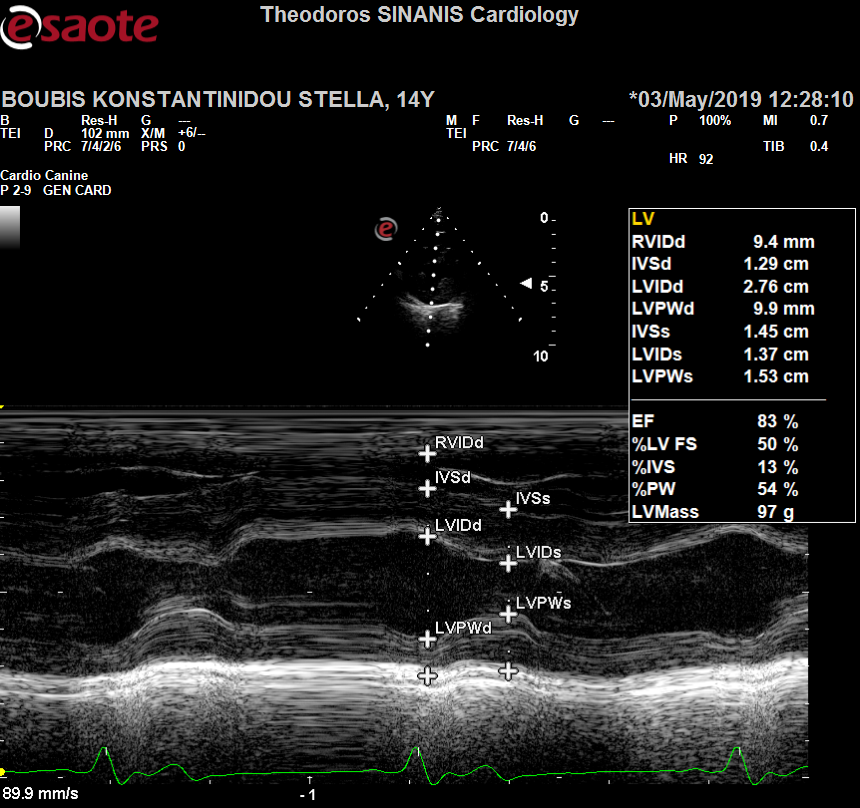 esaote
Theodoros SINANIS Cardiology
BOUBIS KONSTANTINIDOU STELLA, 14Y
*03/May/2019 12:28:10
B Res-H G ---
TEI D 102 mm X/M +6/--
PRC 7/4/2/6 PRS 0
M F Res-H G ---
TEI
PRC 7/4/6
P 100% MI 0.7
TIB 0.4
HR 92
Cardio Canine
P 2-9 GEN CARD
e
0
5
10
LV
RVIDd 9.4 mm
IVSd 1.29 cm
LVIDd 2.76 cm
LVPWd 9.9 mm
IVSs 1.45 cm
LVIDs 1.37 cm
LVPWs 1.53 cm
EF 83 %
%LV FS 50 %
%IVS 13 %
%PW 54 %
LVMass 97 g
RVIDd
IVSd
IVSs
LVIDd
LVIDs
LVPWs
LVPWd
89.9 mm/s
-1